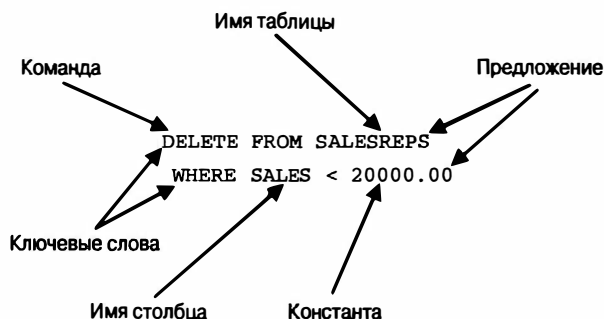 Имя таблицы
Команда
Предложение
DELETE FROM SALESREPS
WHERE SALES < 20000.00
Ключевые слова
Имя столбца
Константа